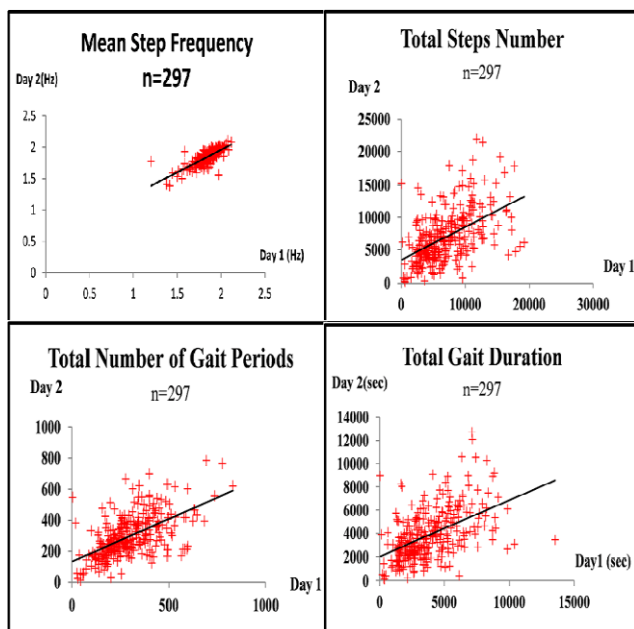 Mean Step Frequency
n=297
Day 2(Hz)
2.5
2
1.5
1
0.5
0
0 0.5 1 1.5 2 2.5
Day 1 (Hz)
Total Steps Number
n=297
Day 2
25000
20000
15000
10000
5000
0
0 10000 20000 30000
Day 1
Total Number of Gait Periods
n=297
Day 2
1000
800
600
400
200
0
0 500 1000
Day 1
Total Gait Duration
n=297
Day 2(sec)
14000
12000
10000
8000
6000
4000
2000
0
0 5000 10000 15000
Day1 (sec)